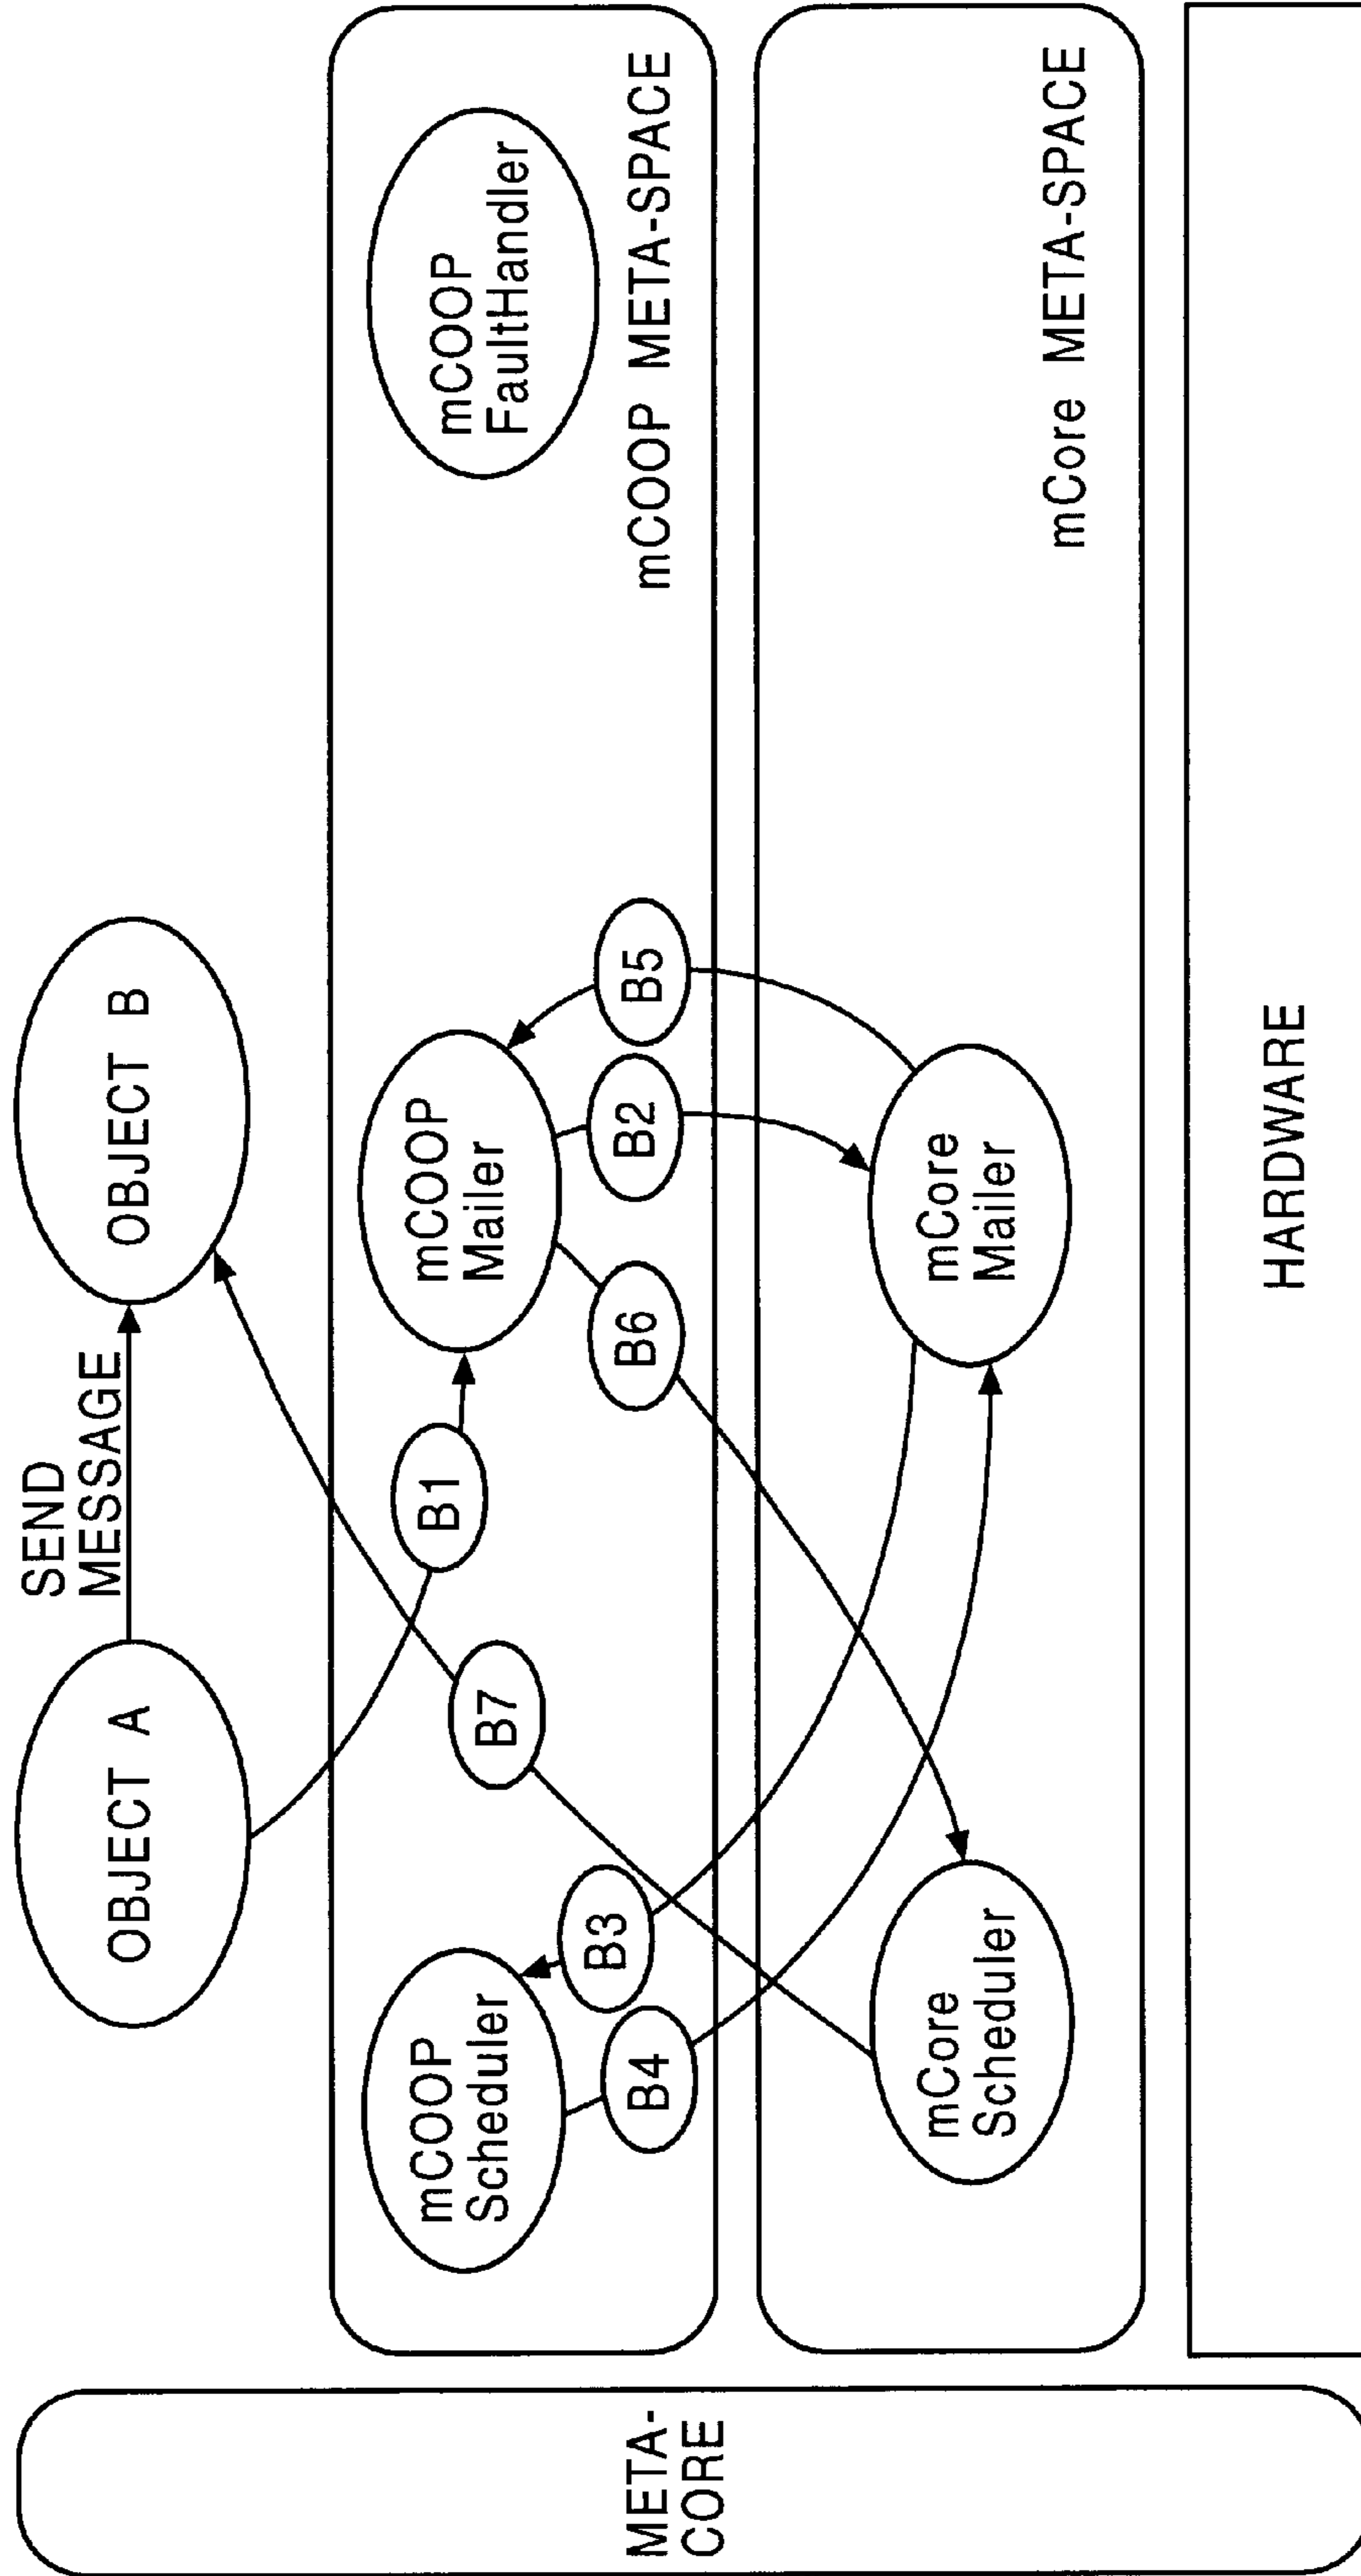 SEND
MESSAGE
OBJECT A
OBJECT B
mCOOP
Scheduler
B7
B1
mCOOP
Mailer
mCOOP
FaultHandler
B4
B3
B6
B2
B5
mCOOP META-SPACE
META-
CORE
mCore
Scheduler
mCore
Mailer
mCore META-SPACE
HARDWARE